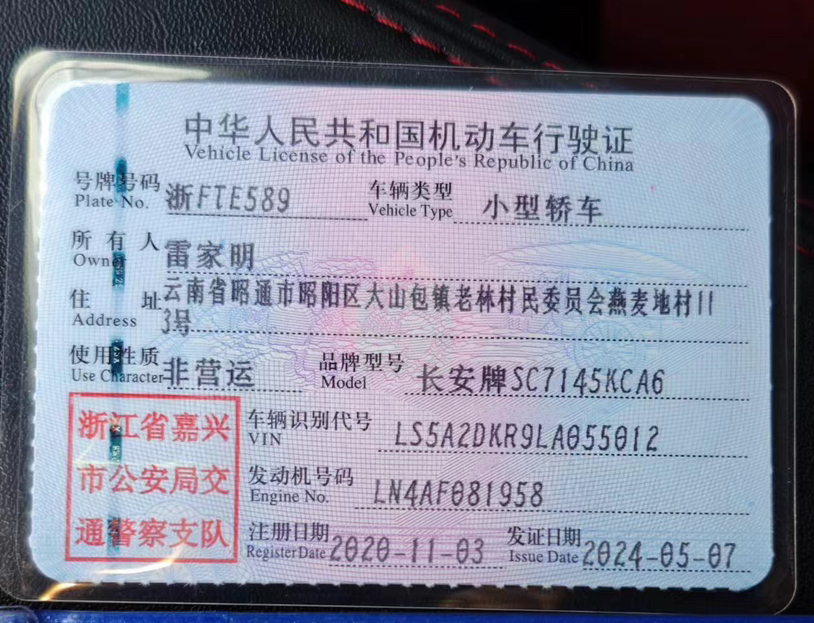 中华人民共和国机动车行驶证
Vehicle License of the People's Republic of China
号牌号码 浙FTE589 车辆类型 小型轿车
Plate No. Vehicle Type
所有人 雷家明
Owner
住址 云南省昭通市昭阳区大山包镇老林村民委员会燕麦地村11
Address 3号
使用性质 非营运 品牌型号 长安牌SC7145KCA6
Use Character Model
浙江省嘉兴
市公安局交
通警察支队
车辆识别代号 LS5A2DKR9LA055012
VIN
发动机号码 LN4AF081958
Engine No.
注册日期 2020-11-03 发证日期 2024-05-07
Register Date Issue Date